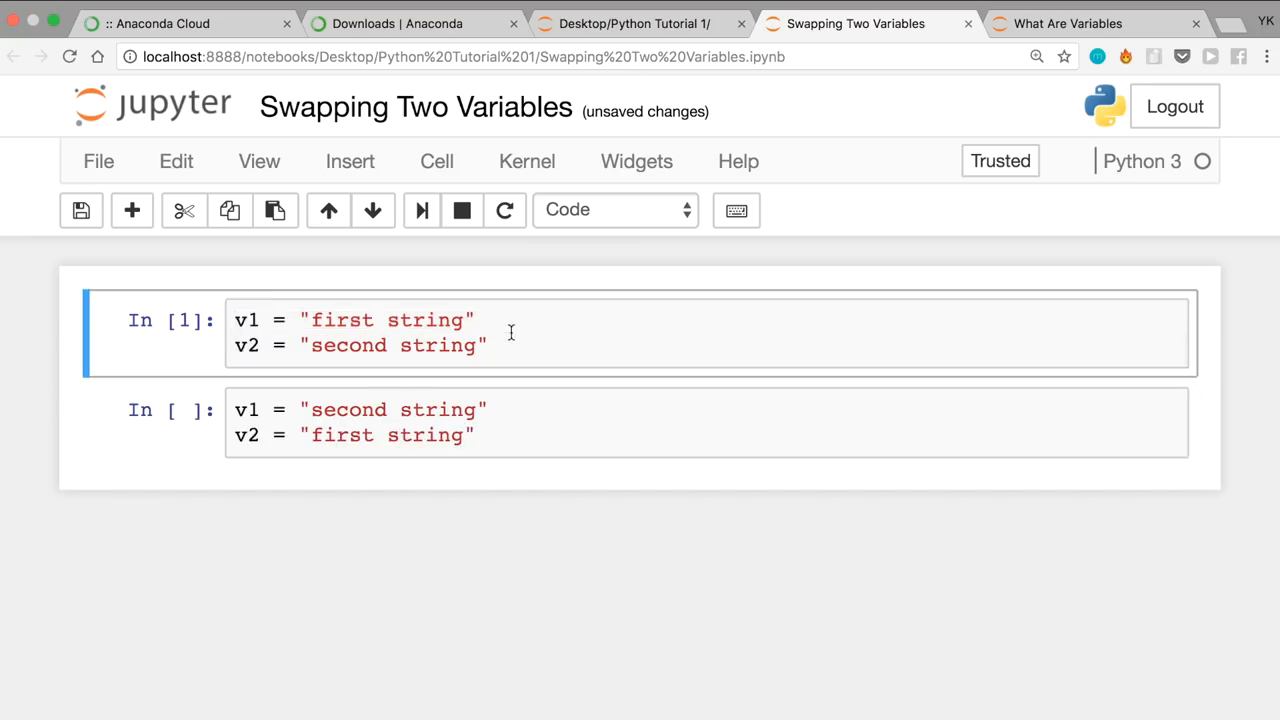 :: Anaconda Cloud
Downloads | Anaconda
Desktop/Python Tutorial 1/
Swapping Two Variables
What Are Variables
YK
localhost:8888/notebooks/Desktop/Python%20Tutorial%201/Swapping%20Two%20Variables.ipynb
jupyter Swapping Two Variables (unsaved changes)
Logout
File Edit View Insert Cell Kernel Widgets Help Trusted Python 3
Code
In [1]: v1 = "first string"
v2 = "second string"
In [ ]: v1 = "second string"
v2 = "first string"